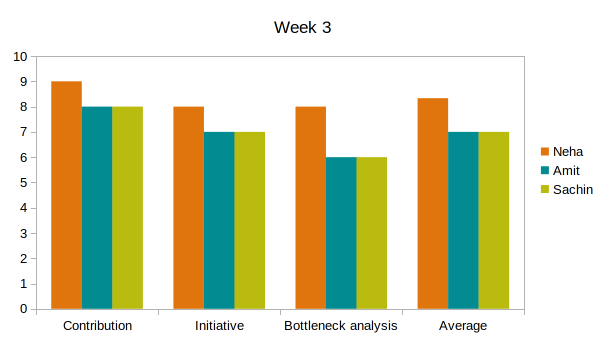 Week 3
10
9
8
7
6
5
4
3
2
1
0
Contribution
Initiative
Bottleneck analysis
Average
Neha
Amit
Sachin